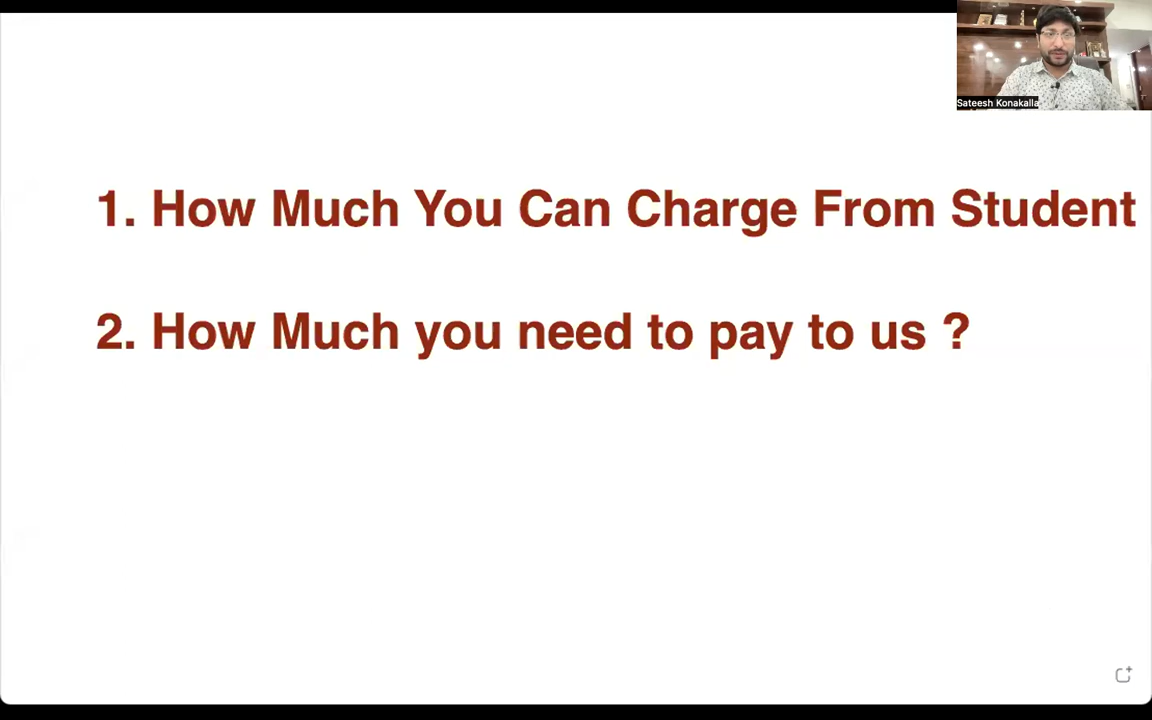 Sateesh Konakalla
1. How Much You Can Charge From Student
2. How Much you need to pay to us ?